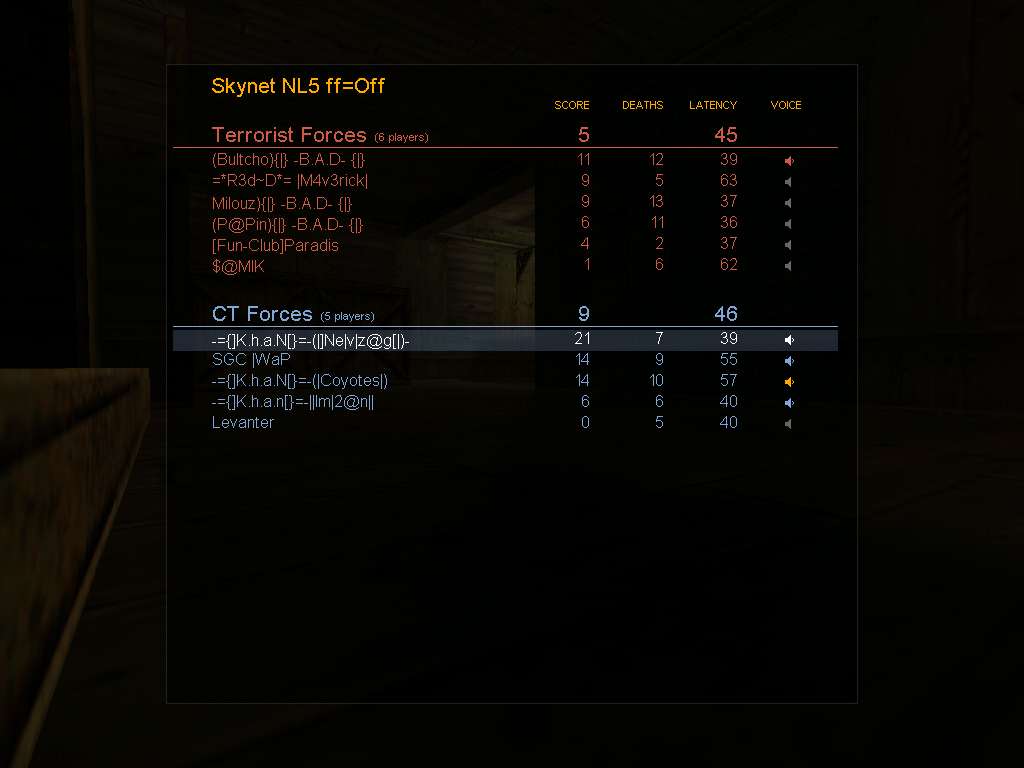 Skynet NL5 ff=Off
SCORE DEATHS LATENCY VOICE
Terrorist Forces (6 players) 5 45
(Bultcho){|} -B.A.D- {|} 11 12 39
=*R3d~D*= |M4v3rick| 9 5 63
Milouz){|} -B.A.D- {|} 9 13 37
(P@Pin){|} -B.A.D- {|} 6 11 36
[Fun-Club]Paradis 4 2 37
$@MIK 1 6 62
CT Forces (5 players) 9 46
-={]K.h.a.N[}=-(|]Ne|v|z@g[|)- 21 7 39
SGC |WaP 14 9 55
-={]K.h.a.N[}=-(|Coyotes|) 14 10 57
-={]K.h.a.n[}=-||Im|2@n|| 6 6 40
Levanter 0 5 40